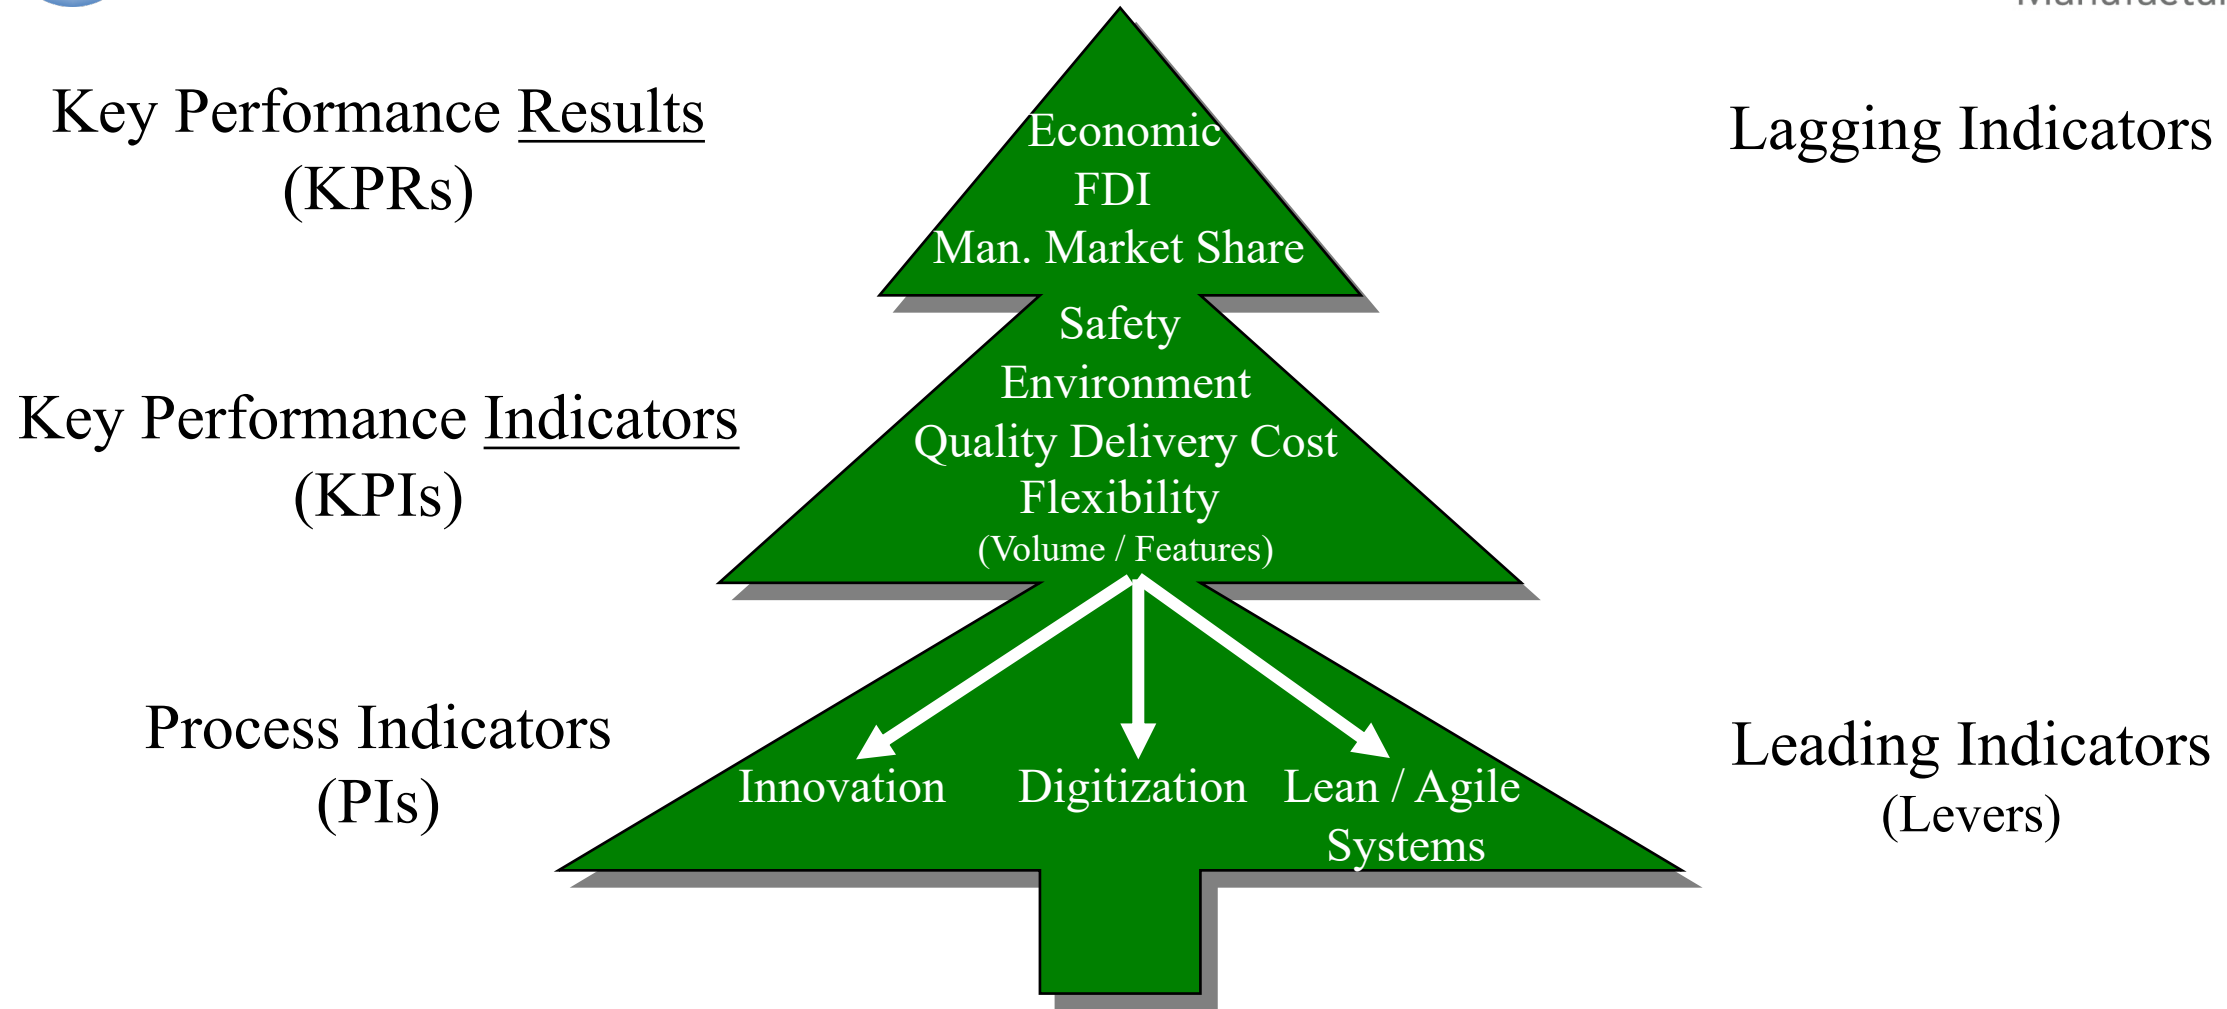 Key Performance Results
(KPRs)
Economic
FDI
Man. Market Share
Lagging Indicators
Key Performance Indicators
(KPIs)
Safety
Environment
Quality Delivery Cost
Flexibility
(Volume / Features)
Process Indicators
(PIs)
Innovation
Digitization
Lean / Agile
Systems
Leading Indicators
(Levers)